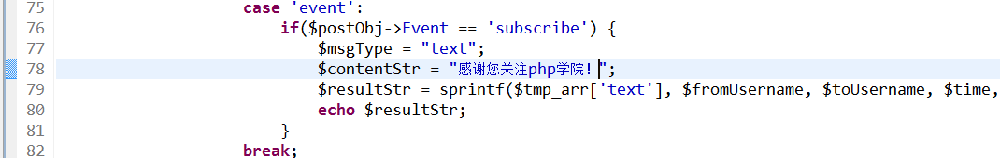 75 case 'event':
76 if($postObj->Event == 'subscribe') {
77 $msgType = "text";
78 $contentStr = "感谢您关注php学院！";
79 $resultStr = sprintf($tmp_arr['text'], $fromUsername, $toUsername, $time,
80 echo $resultStr;
81 }
82 break;